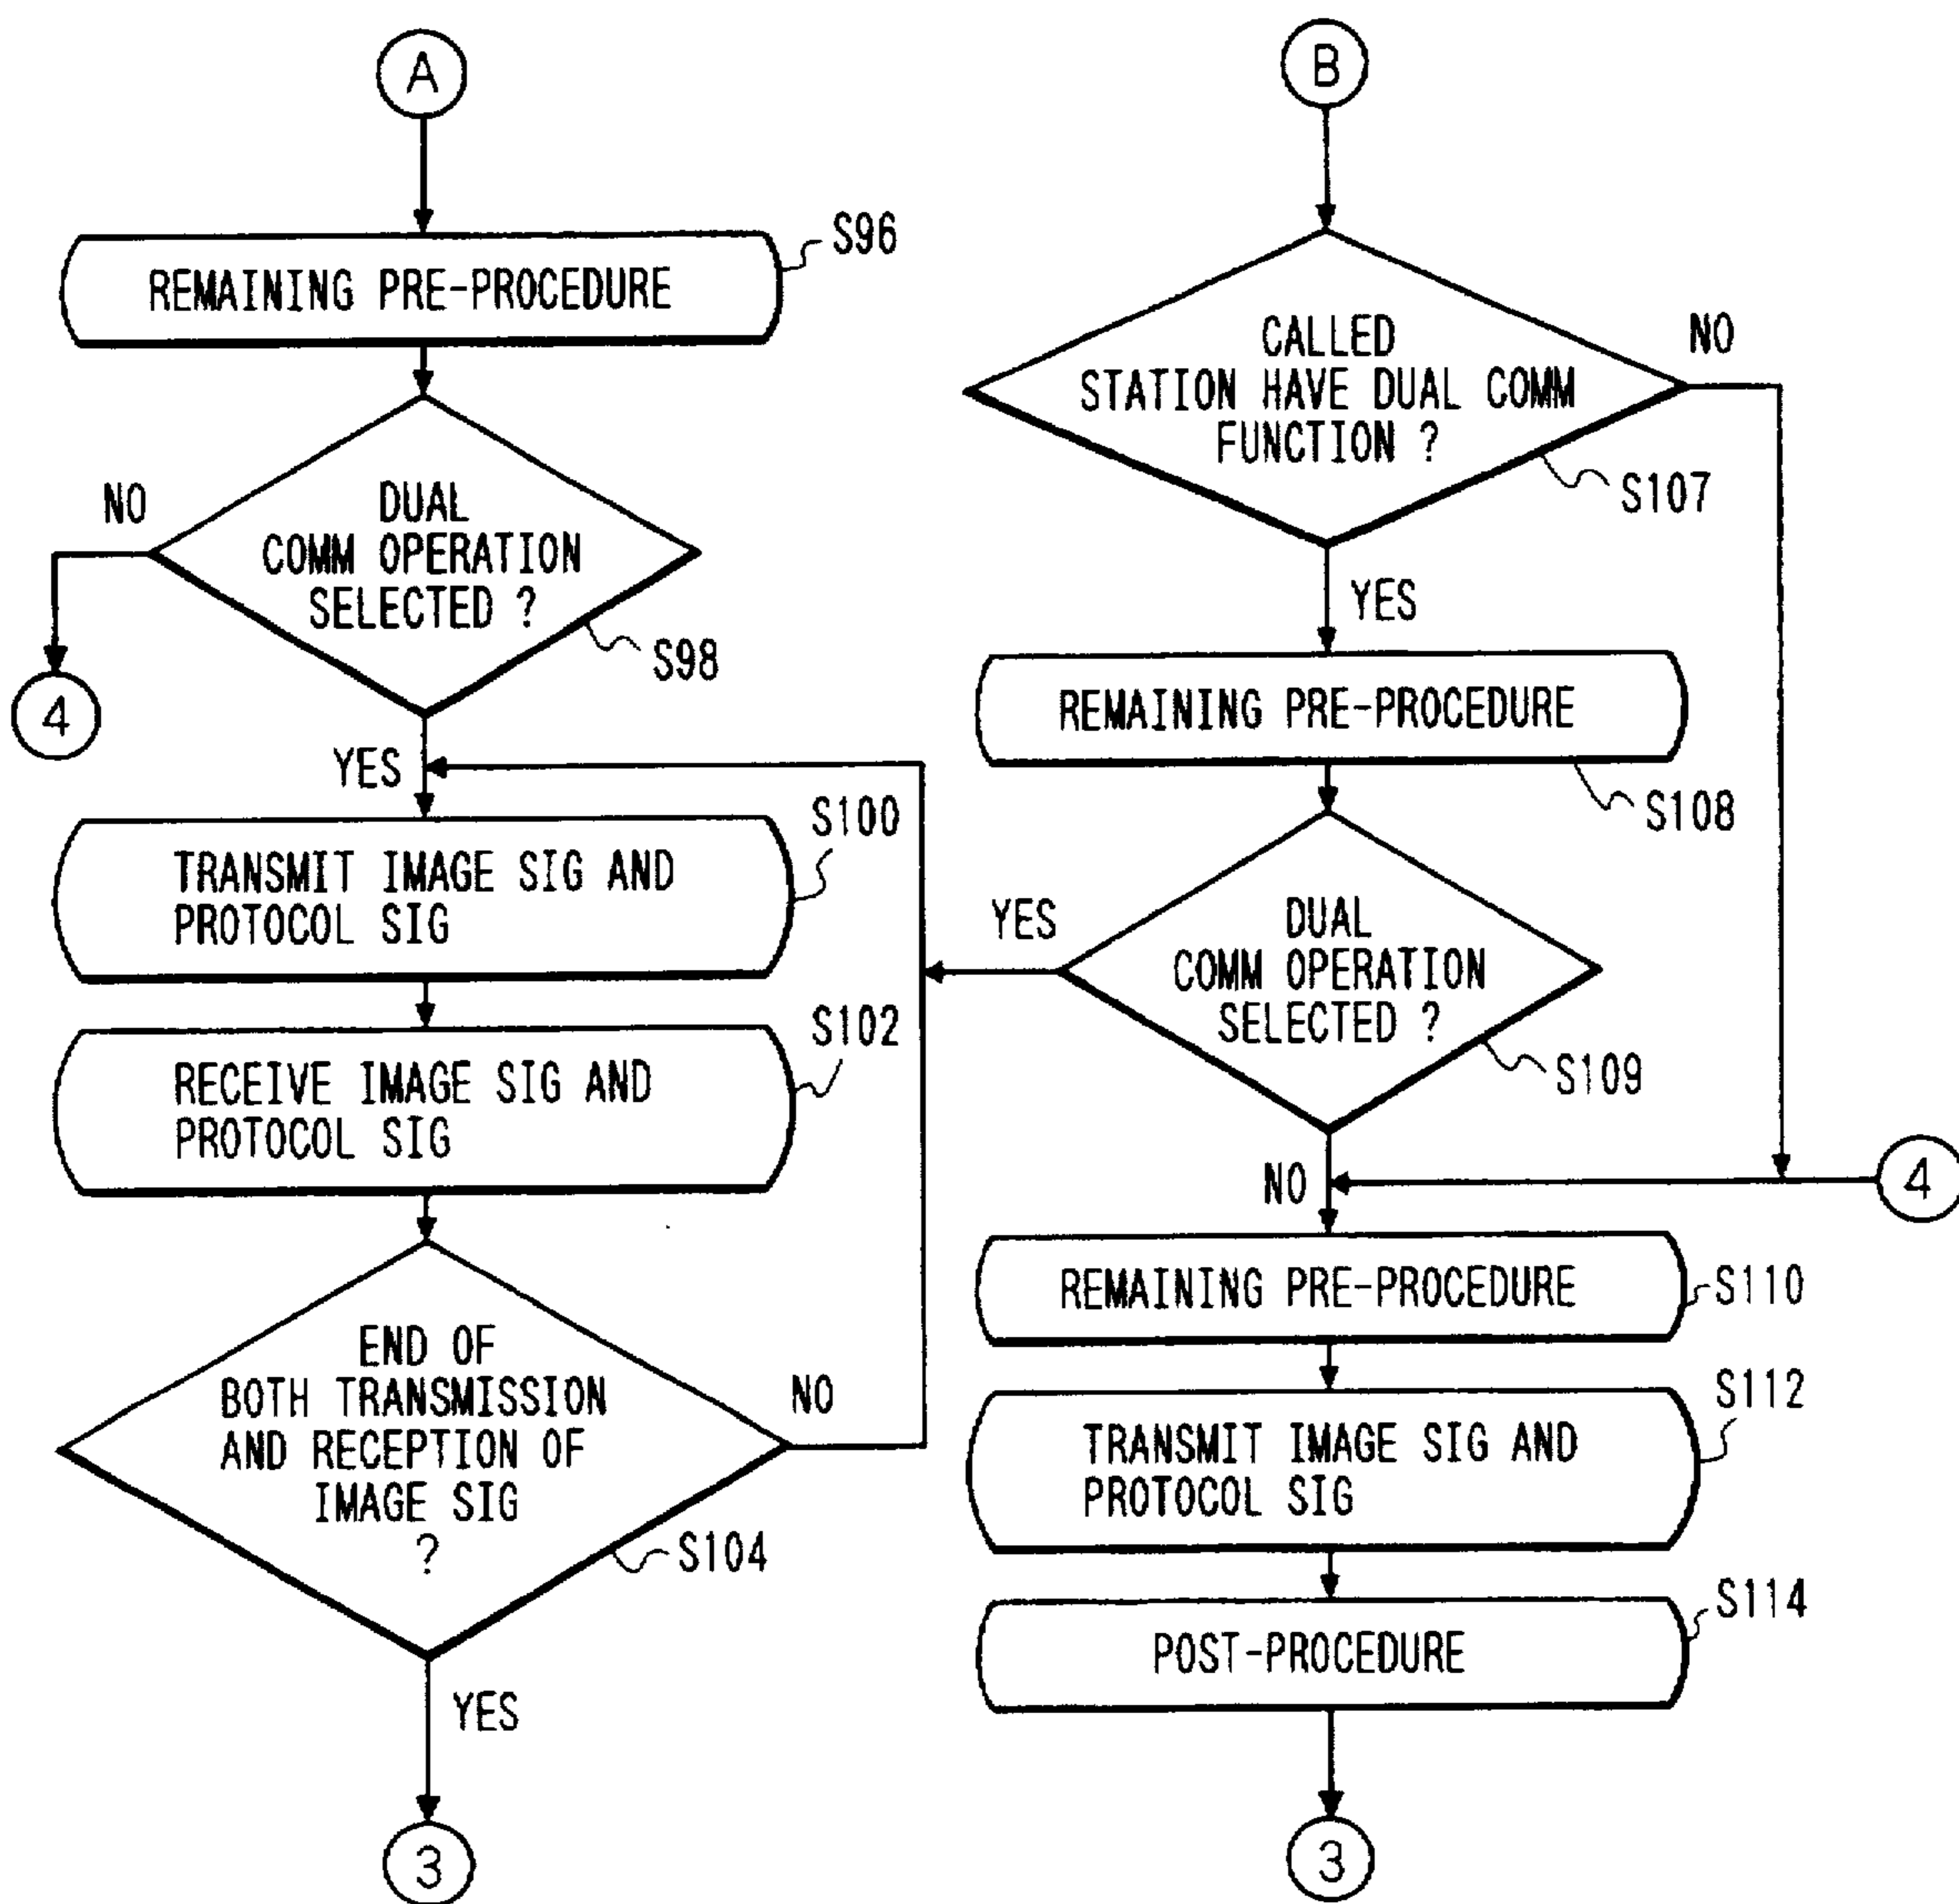 A
REMAINING PRE-PROCEDURE
S96
DUAL
COMM OPERATION
SELECTED ?
S98
NO
4
YES
TRANSMIT IMAGE SIG AND
PROTOCOL SIG
S100
RECEIVE IMAGE SIG AND
PROTOCOL SIG
S102
END OF
BOTH TRANSMISSION
AND RECEPTION OF
IMAGE SIG
?
S104
NO
YES
3
B
CALLED
STATION HAVE DUAL COMM
FUNCTION ?
S107
NO
YES
REMAINING PRE-PROCEDURE
S108
DUAL
COMM OPERATION
SELECTED ?
S109
YES
NO
4
REMAINING PRE-PROCEDURE
S110
TRANSMIT IMAGE SIG AND
PROTOCOL SIG
S112
POST-PROCEDURE
S114
3